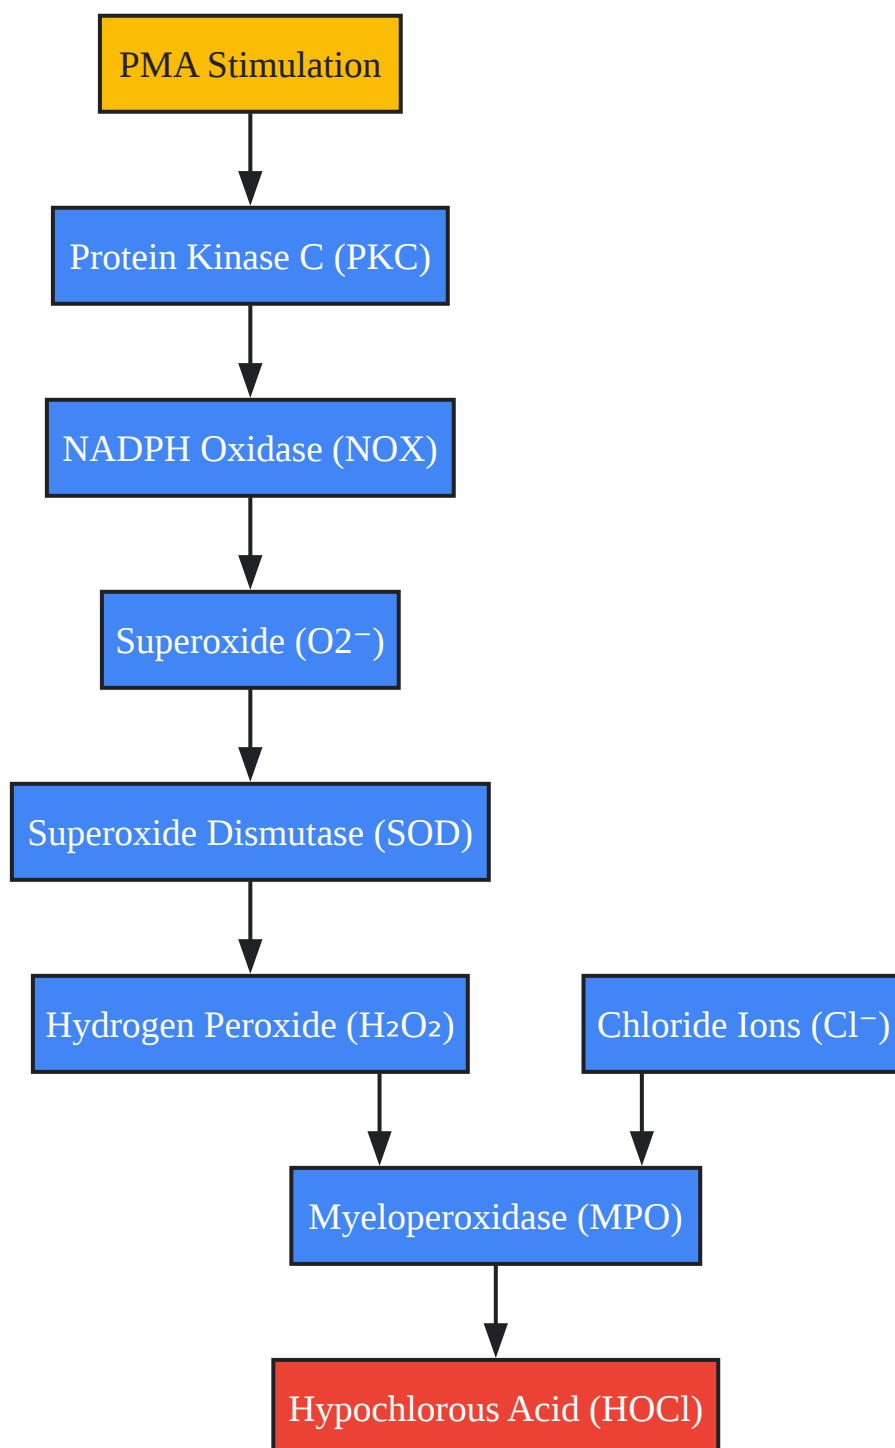 PMA Stimulation
Protein Kinase C (PKC)
NADPH Oxidase (NOX)
Superoxide (O2⁻)
Superoxide Dismutase (SOD)
Hydrogen Peroxide (H₂O₂)
Chloride Ions (Cl⁻)
Myeloperoxidase (MPO)
Hypochlorous Acid (HOCl)